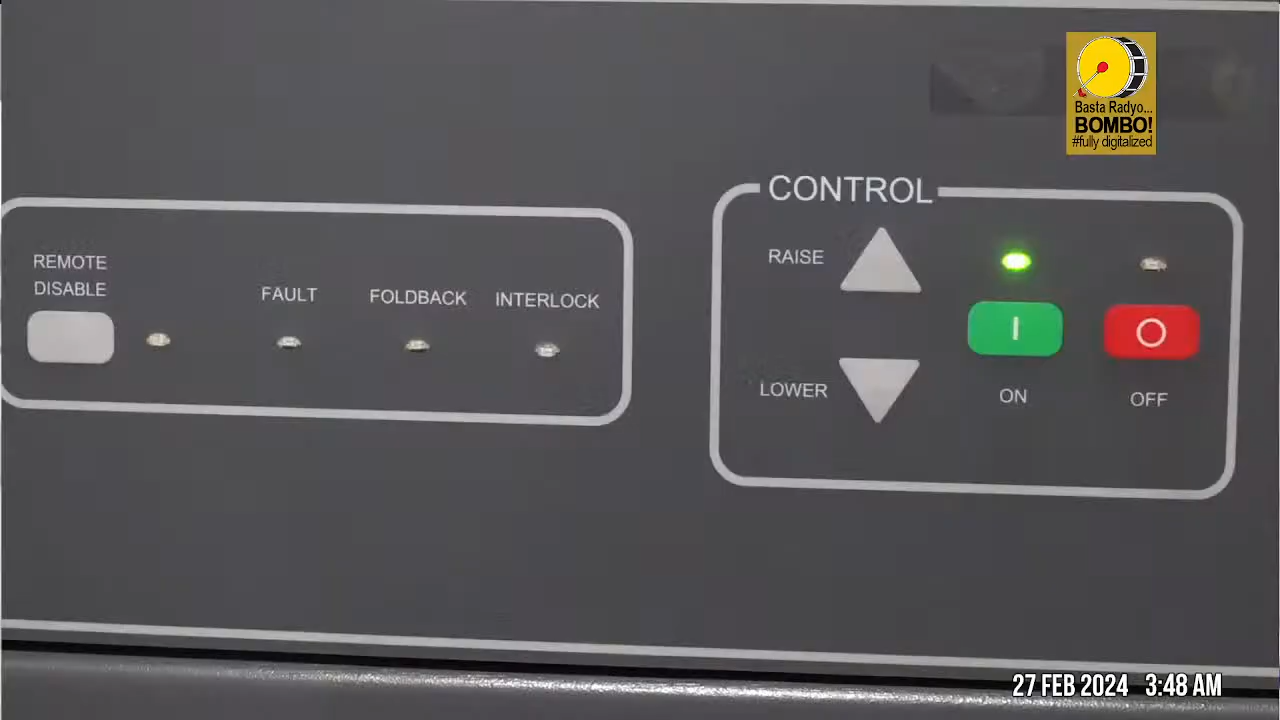 Basta Radyo...
BOMBO!
#fully digitalized
CONTROL
REMOTE
DISABLE
FAULT
FOLDBACK
INTERLOCK
RAISE
LOWER
I
O
ON
OFF
27 FEB 2024 3:48 AM